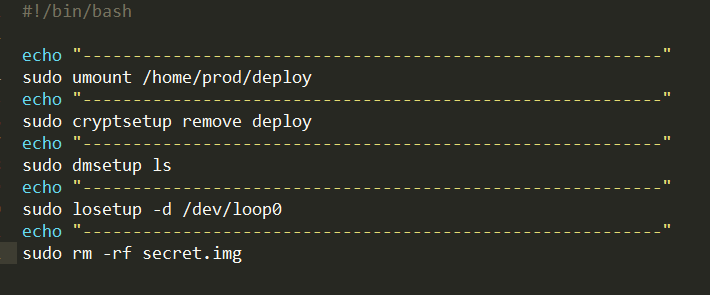 #!/bin/bash
echo "----------------------------------------------------------"
sudo umount /home/prod/deploy
echo "----------------------------------------------------------"
sudo cryptsetup remove deploy
echo "----------------------------------------------------------"
sudo dmsetup ls
echo "----------------------------------------------------------"
sudo losetup -d /dev/loop0
echo "----------------------------------------------------------"
sudo rm -rf secret.img